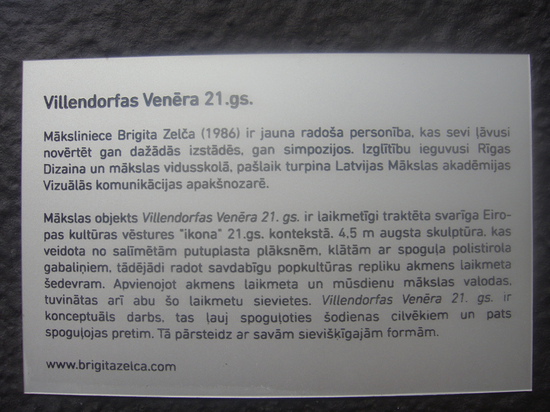 Villendorfas Venēra 21.gs.
Māksliniece Brigita Zelča (1986) ir jauna radoša personība, kas sevi ļāvusi
novērtēt gan dažādās izstādēs, gan simpozijos. Izglītību ieguvusi Rīgas
Dizaina un mākslas vidusskolā, pašlaik turpina Latvijas Mākslas akadēmijas
Vizuālās komunikācijas apakšnozarē.
Mākslas objekts Villendorfas Venēra 21. gs. ir laikmetīgi traktēta svarīga Eiro-
pas kultūras vēstures "ikona" 21.gs. kontekstā. 4,5 m augsta skulptūra, kas
veidota no salīmētām putuplasta plāksnēm, klātām ar spoguļa polistirola
gabaliņiem, tādējādi radot savdabīgu popkultūras repliku akmens laikmeta
šedevram. Apvienojot akmens laikmeta un mūsdienu mākslas valodas,
tuvinātas arī abu šo laikmetu sievietes. Villendorfas Venēra 21. gs. ir
konceptuāls darbs, tas ļauj spoguļoties šodienas cilvēkiem un pats
spoguļojas pretim. Tā pārsteidz ar savām sievišķīgajām formām.
www.brigitazelca.com